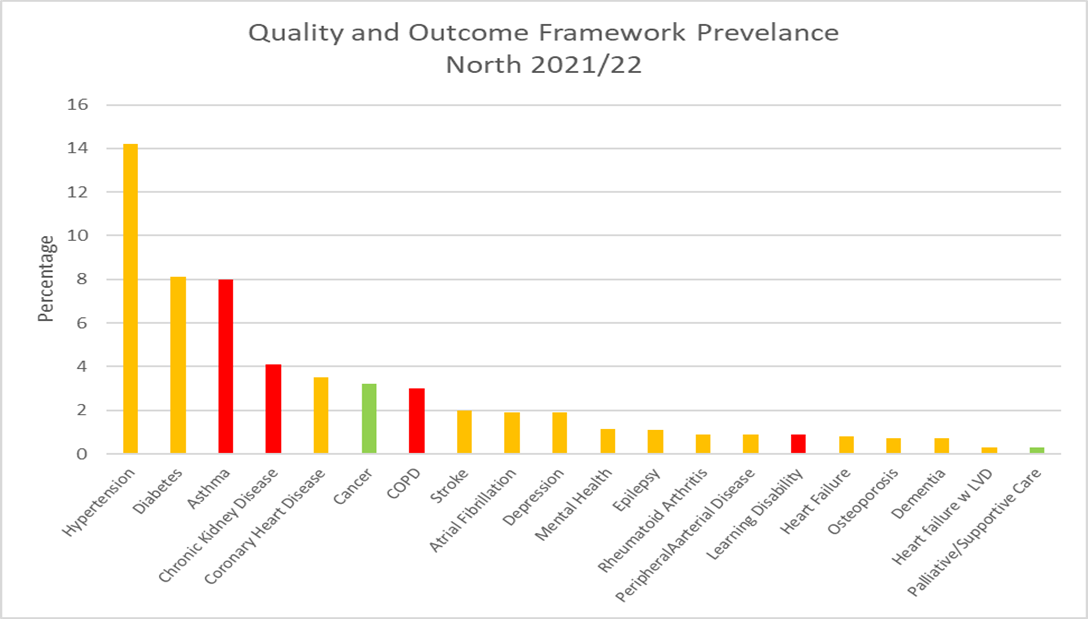 Quality and Outcome Framework Prevelance
North 2021/22
16
14
12
10
8
6
4
2
0
Percentage
Hypertension
Diabetes
Asthma
Chronic Kidney Disease
Coronary Heart Disease
Cancer
COPD
Stroke
Atrial Fibrillation
Depression
Mental Health
Epilepsy
Rheumatoid Arthritis
PeripheralAarterial Disease
Learning Disability
Heart Failure
Osteoporosis
Dementia
Heart failure w LVD
Palliative/Supportive Care